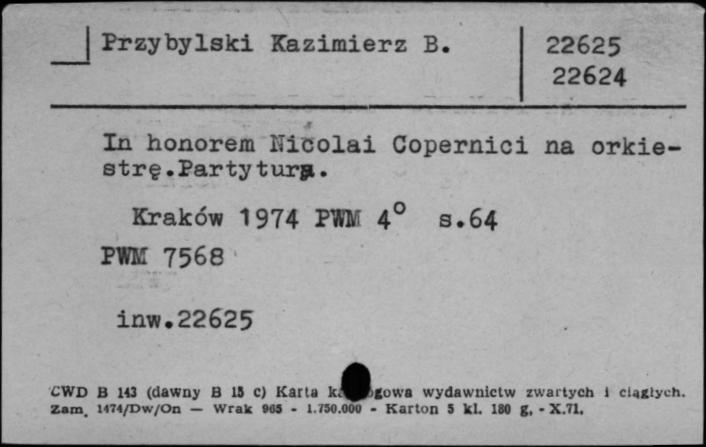 Przybylski Kazimierz B.
22625
22624
In honorem Nicolai Copernici na orkie-
strę.Partytura.
Kraków 1974 PWM 4° s.64
PWM 7568
inw.22625
CWD B 143 (dawny B 15 c) Karta wydawnictw zwartych i ciągłych.
Zam. 1474/Dw/On — Wrak 965 - 1.750.000 - Karton 5 kl. 180 g. - X.71.